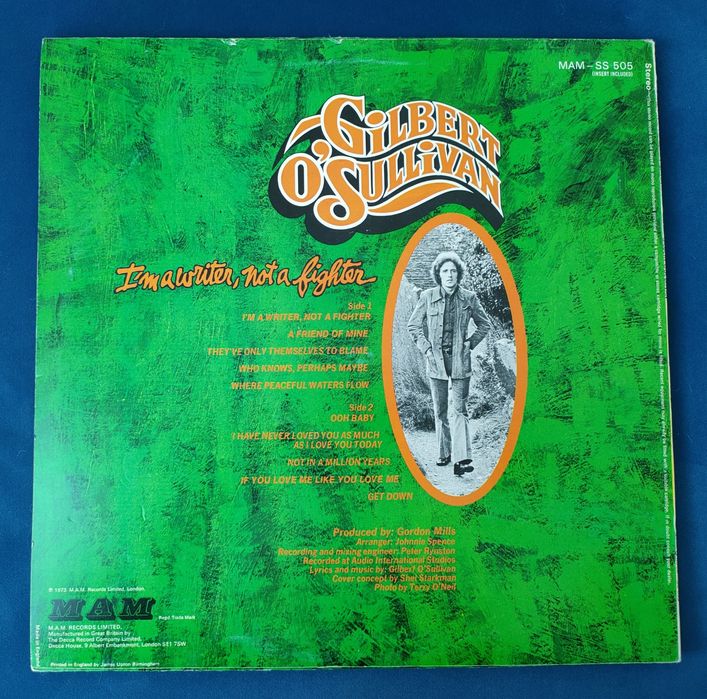 MAM – SS 505
(INSERT INCLUDED)
Stereo
GILBERT
O'SULLIVAN
I'm a writer, not a fighter
Side 1
I'M A WRITER, NOT A FIGHTER
A FRIEND OF MINE
THEY'VE ONLY THEMSELVES TO BLAME
WHO KNOWS, PERHAPS MAYBE
WHERE PEACEFUL WATERS FLOW
Side 2
OOH BABY
I HAVE NEVER LOVED YOU AS MUCH
AS I LOVE YOU TODAY
NOT IN A MILLION YEARS
IF YOU LOVE ME LIKE YOU LOVE ME
GET DOWN
Produced by: Gordon Mills
Arranger: Johnnie Spence
Recording and mixing engineer: Peter Rynston
Recorded at Audio International Studios
Lyrics and music by: Gilbert O'Sullivan
Cover concept by Shel Starkman
Photo by Terry O'Neil
℗ 1973 M.A.M. Records Limited, London.
MAM
Regd. Trade Mark
M.A.M. RECORDS LIMITED,
Manufactured in Great Britain by
The Decca Record Company Limited,
Decca House, 9 Albert Embankment, London SE1 7SW
Printed in England by James Upton Birmingham
Made in England